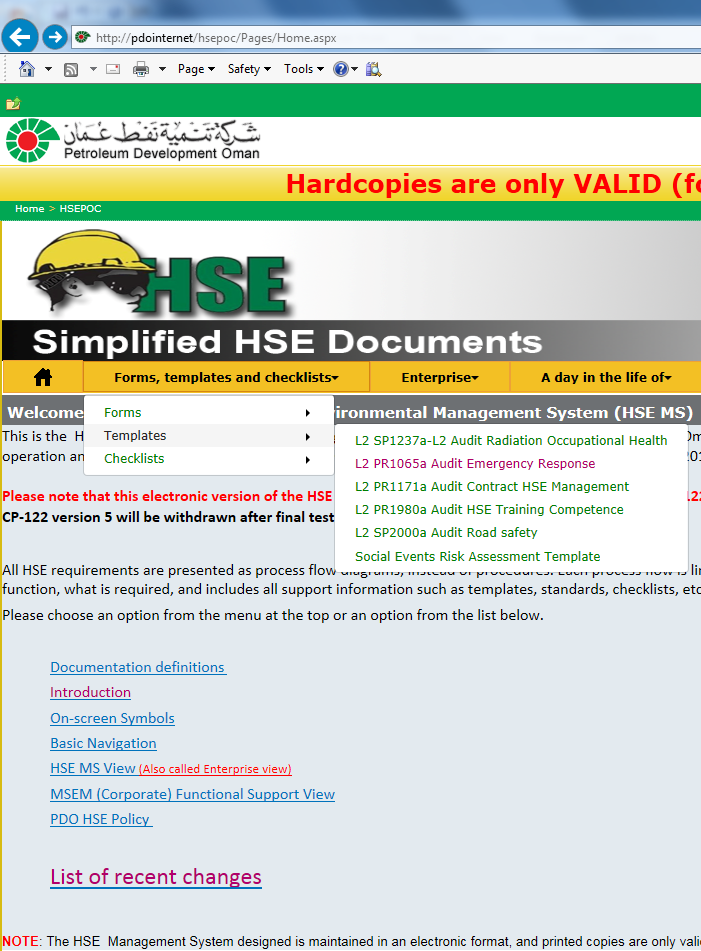 http://pdointernet/hsepoc/Pages/Home.aspx
Page Safety Tools
شركة تنمية نفط عُمان
Petroleum Development Oman
Hardcopies are only VALID (fo
Home > HSEPOC
HSE
Simplified HSE Documents
Forms, templates and checklists Enterprise A day in the life of
Welcome vironmental Management System (HSE MS)
Forms
Templates
Checklists
L2 SP1237a-L2 Audit Radiation Occupational Health
L2 PR1065a Audit Emergency Response
L2 PR1171a Audit Contract HSE Management
L2 PR1980a Audit HSE Training Competence
L2 SP2000a Audit Road safety
Social Events Risk Assessment Template
This is the H Om
operation an 201
Please note that this electronic version of the HSE 122
CP-122 version 5 will be withdrawn after final test
All HSE requirements are presented as process flow diagrams, instead of procedures. Each process flow is lin
function, what is required, and includes all support information such as templates, standards, checklists, etc
Please choose an option from the menu at the top or an option from the list below.
Documentation definitions
Introduction
On-screen Symbols
Basic Navigation
HSE MS View (Also called Enterprise view)
MSEM (Corporate) Functional Support View
PDO HSE Policy
List of recent changes
NOTE: The HSE Management System designed is maintained in an electronic format, and printed copies are only vali